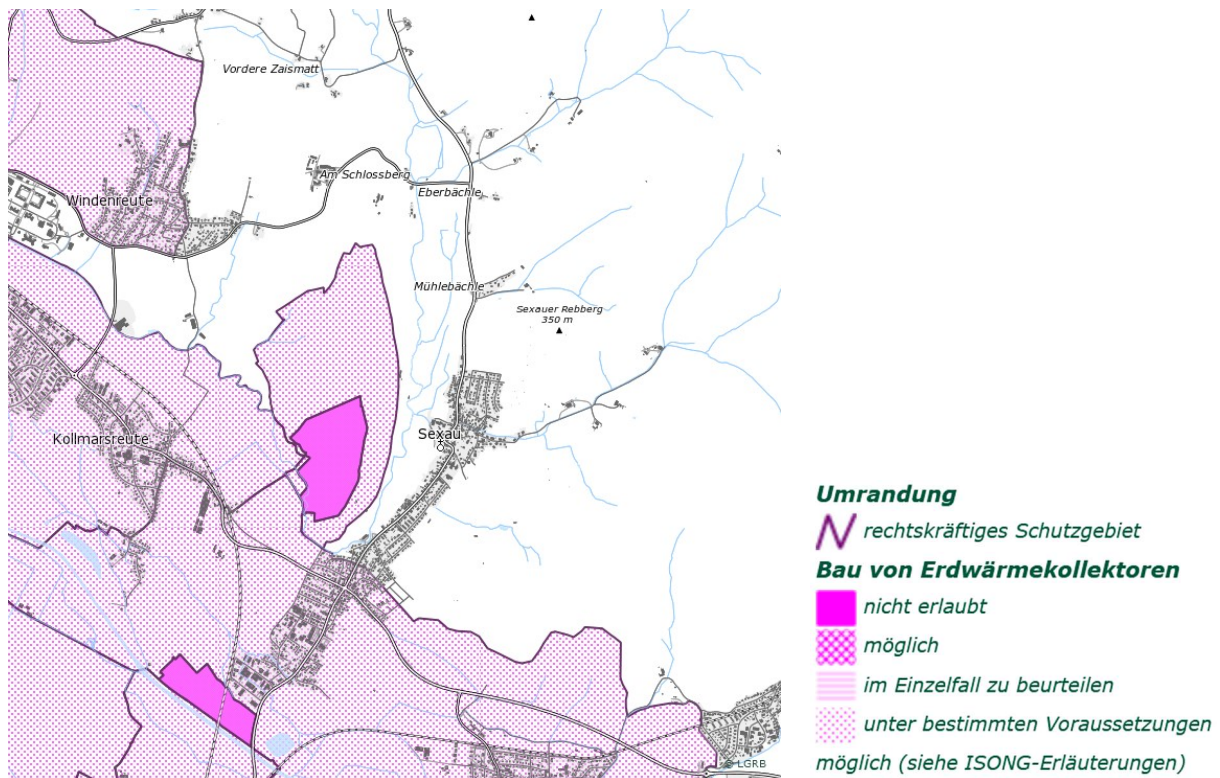 Vordere Zaismatt
Am Schlossberg
Eberbächle
Windenreute
Mühlebächle
Sexauer Rebberg
350 m
Sexau
Kollmarsreute
© LGRB
Umrandung
rechtskräftiges Schutzgebiet
Bau von Erdwärmekollektoren
nicht erlaubt
möglich
im Einzelfall zu beurteilen
unter bestimmten Voraussetzungen
möglich (siehe ISONG-Erläuterungen)